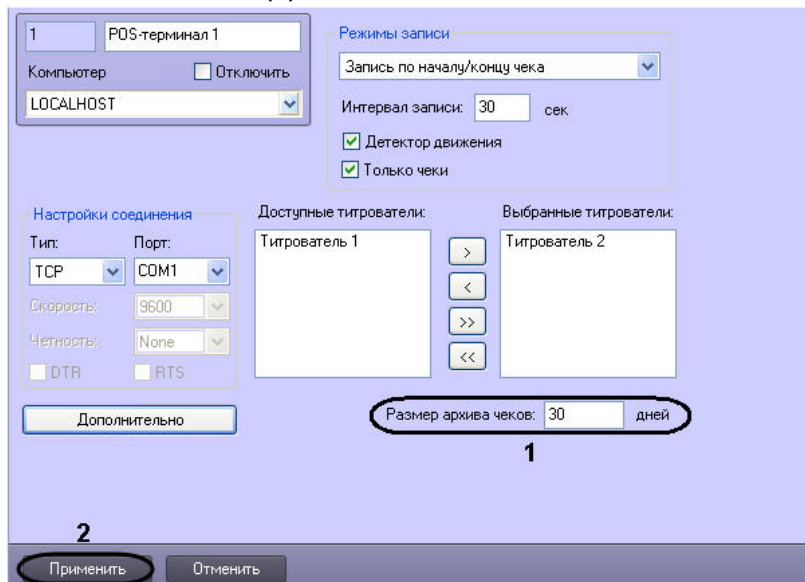 1
POS-терминал 1
Компьютер
Отключить
LOCALHOST
Режимы записи
Запись по началу/концу чека
Интервал записи: 30 сек
Детектор движения
Только чеки
Настройки соединения
Тип: Порт:
TCP COM1
Скорость: 9600
Четность: None
DTR RTS
Дополнительно
Доступные титрователи:
Титрователь 1
>
<
>>
<<
Выбранные титрователи:
Титрователь 2
Размер архива чеков: 30 дней
1
2
Применить Отменить